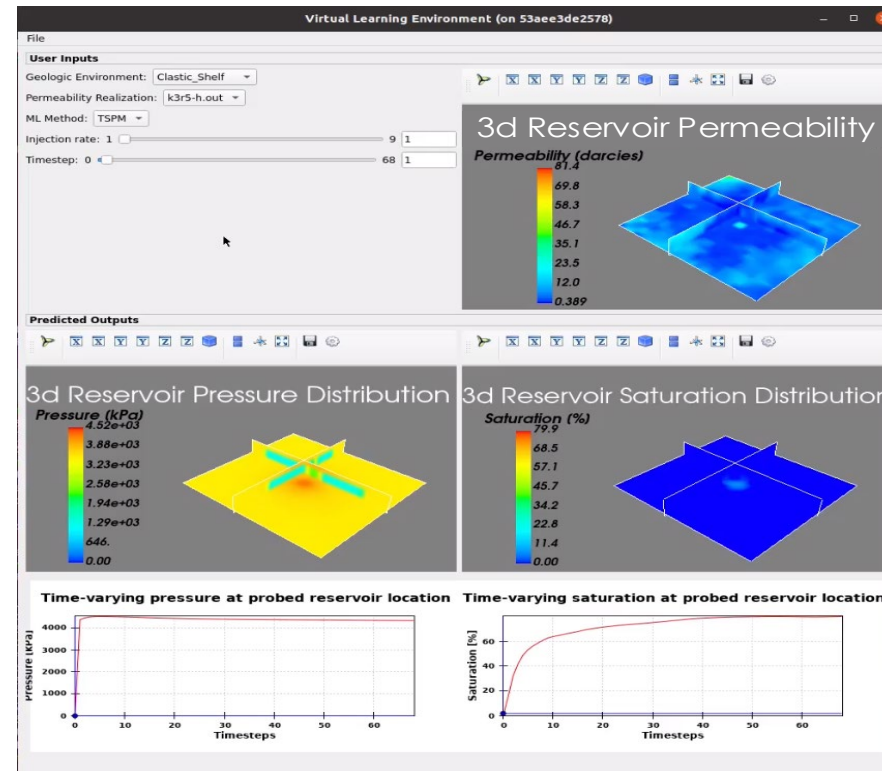 Virtual Learning Environment (on 53aee3de2578)
File
User Inputs
Geologic Environment: Clastic_Shelf
Permeability Realization: k3r5-h.out
ML Method: TSPM
Injection rate: 1 9 1
Timestep: 0 68 1
X X Y Y Z Z
3d Reservoir Permeability
Permeability (darcies)
81.4
69.8
58.3
46.7
35.1
23.5
12.0
0.389
Predicted Outputs
X X Y Y Z Z
3d Reservoir Pressure Distribution
Pressure (kPa)
4.52e+03
3.88e+03
3.23e+03
2.58e+03
1.94e+03
1.29e+03
646.
0.00
X X Y Y Z Z
3d Reservoir Saturation Distribution
Saturation (%)
79.9
68.5
57.1
45.7
34.2
22.8
11.4
0.00
Time-varying pressure at probed reservoir location
Pressure [kPa]
4000
3000
2000
1000
0
0 10 20 30 40 50 60
Timesteps
Time-varying saturation at probed reservoir location
Saturation [%]
60
40
20
0
0 10 20 30 40 50 60
Timesteps